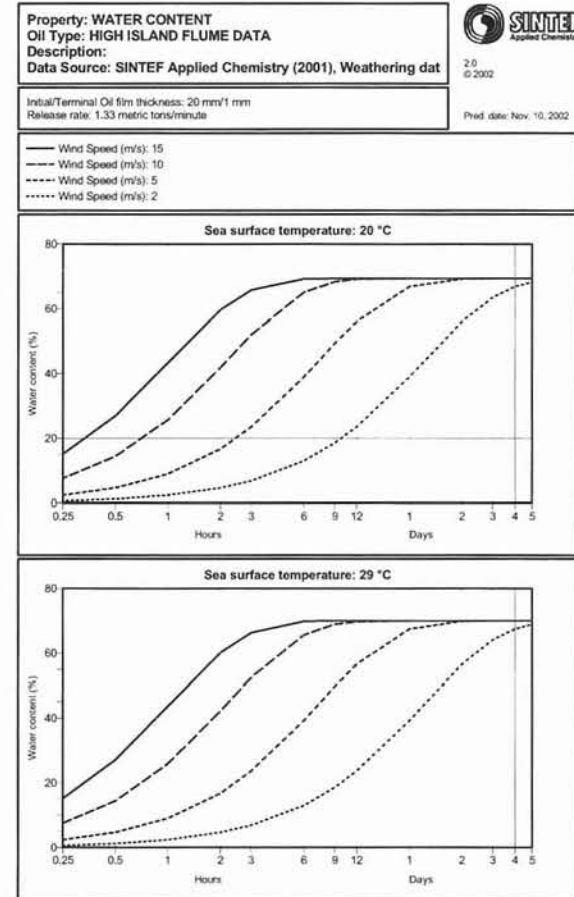 Property: WATER CONTENT
Oil Type: HIGH ISLAND FLUME DATA
Description:
Data Source: SINTEF Applied Chemistry (2001), Weathering dat
SINTEF
Applied Chemistry
2.0
© 2002
Initial/Terminal Oil film thickness: 20 mm/1 mm
Release rate: 1.33 metric tons/minute
Pred. date: Nov. 10, 2002
Wind Speed (m/s): 15
Wind Speed (m/s): 10
Wind Speed (m/s): 5
Wind Speed (m/s): 2
Sea surface temperature: 20 °C
80
60
40
20
0
Water content (%)
0.25 0.5 1 2 3 6 9 12 1 2 3 4 5
Hours Days
Sea surface temperature: 29 °C
80
60
40
20
0
Water content (%)
0.25 0.5 1 2 3 6 9 12 1 2 3 4 5
Hours Days